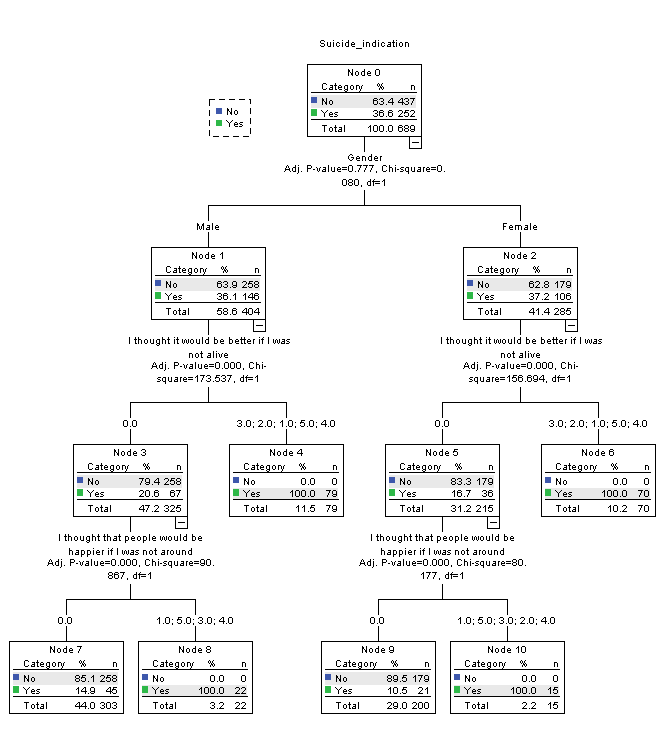 Suicide_indication
Node 0
Category % n
No 63.4 437
Yes 36.6 252
Total 100.0 689
No
Yes
Gender
Adj. P-value=0.777, Chi-square=0.
080, df=1
Male
Female
Node 1
Category % n
No 63.9 258
Yes 36.1 146
Total 58.6 404
Node 2
Category % n
No 62.8 179
Yes 37.2 106
Total 41.4 285
I thought it would be better if I was
not alive
Adj. P-value=0.000, Chi-
square=173.537, df=1
I thought it would be better if I was
not alive
Adj. P-value=0.000, Chi-
square=156.694, df=1
0.0
3.0; 2.0; 1.0; 5.0; 4.0
0.0
3.0; 2.0; 1.0; 5.0; 4.0
Node 3
Category % n
No 79.4 258
Yes 20.6 67
Total 47.2 325
Node 4
Category % n
No 0.0 0
Yes 100.0 79
Total 11.5 79
Node 5
Category % n
No 83.3 179
Yes 16.7 36
Total 31.2 215
Node 6
Category % n
No 0.0 0
Yes 100.0 70
Total 10.2 70
I thought that people would be
happier if I was not around
Adj. P-value=0.000, Chi-square=90.
867, df=1
I thought that people would be
happier if I was not around
Adj. P-value=0.000, Chi-square=80.
177, df=1
0.0
1.0; 5.0; 3.0; 4.0
0.0
1.0; 5.0; 3.0; 2.0; 4.0
Node 7
Category % n
No 85.1 258
Yes 14.9 45
Total 44.0 303
Node 8
Category % n
No 0.0 0
Yes 100.0 22
Total 3.2 22
Node 9
Category % n
No 89.5 179
Yes 10.5 21
Total 29.0 200
Node 10
Category % n
No 0.0 0
Yes 100.0 15
Total 2.2 15